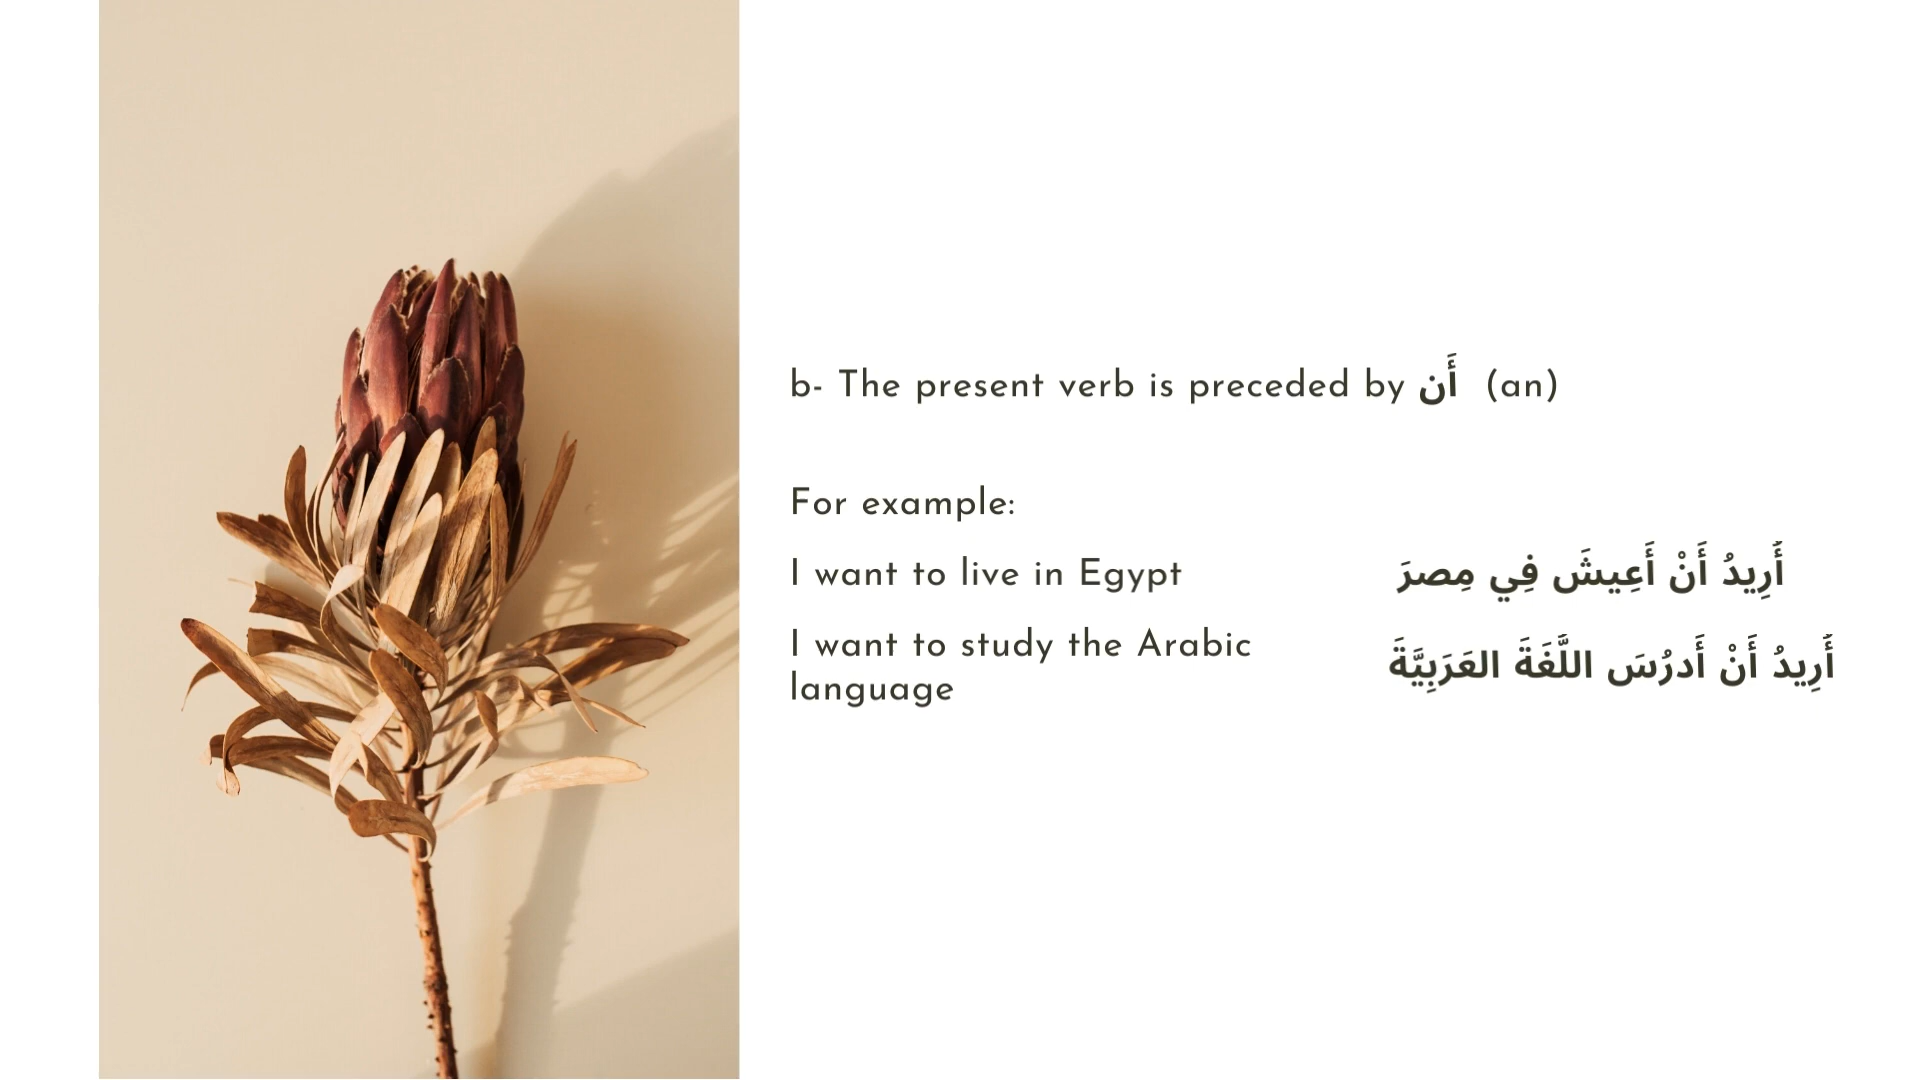 b- The present verb is preceded by أَن (an)
For example:
I want to live in Egypt
أُرِيدُ أَنْ أَعِيشَ فِي مِصرَ
I want to study the Arabic
language
أُرِيدُ أَنْ أَدرُسَ اللُّغَةَ العَرَبِيَّةَ